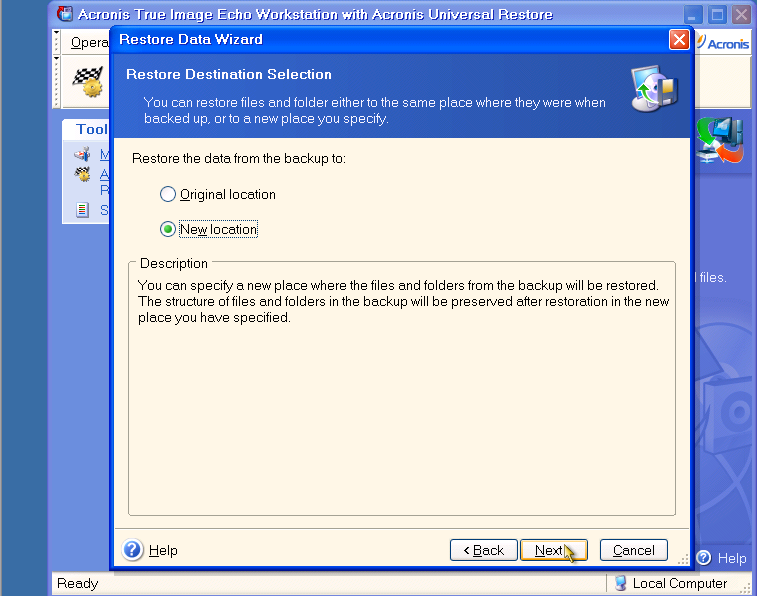 Acronis True Image Echo Workstation with Acronis Universal Restore
Opera
Acronis
Restore Data Wizard
Restore Destination Selection
You can restore files and folder either to the same place where they were when
backed up, or to a new place you specify.
Tool
M
A
R
S
Restore the data from the backup to:
Original location
New location
Description
You can specify a new place where the files and folders from the backup will be restored.
The structure of files and folders in the backup will be preserved after restoration in the new
place you have specified.
files.
Help
< Back
Next
Cancel
Help
Ready
Local Computer